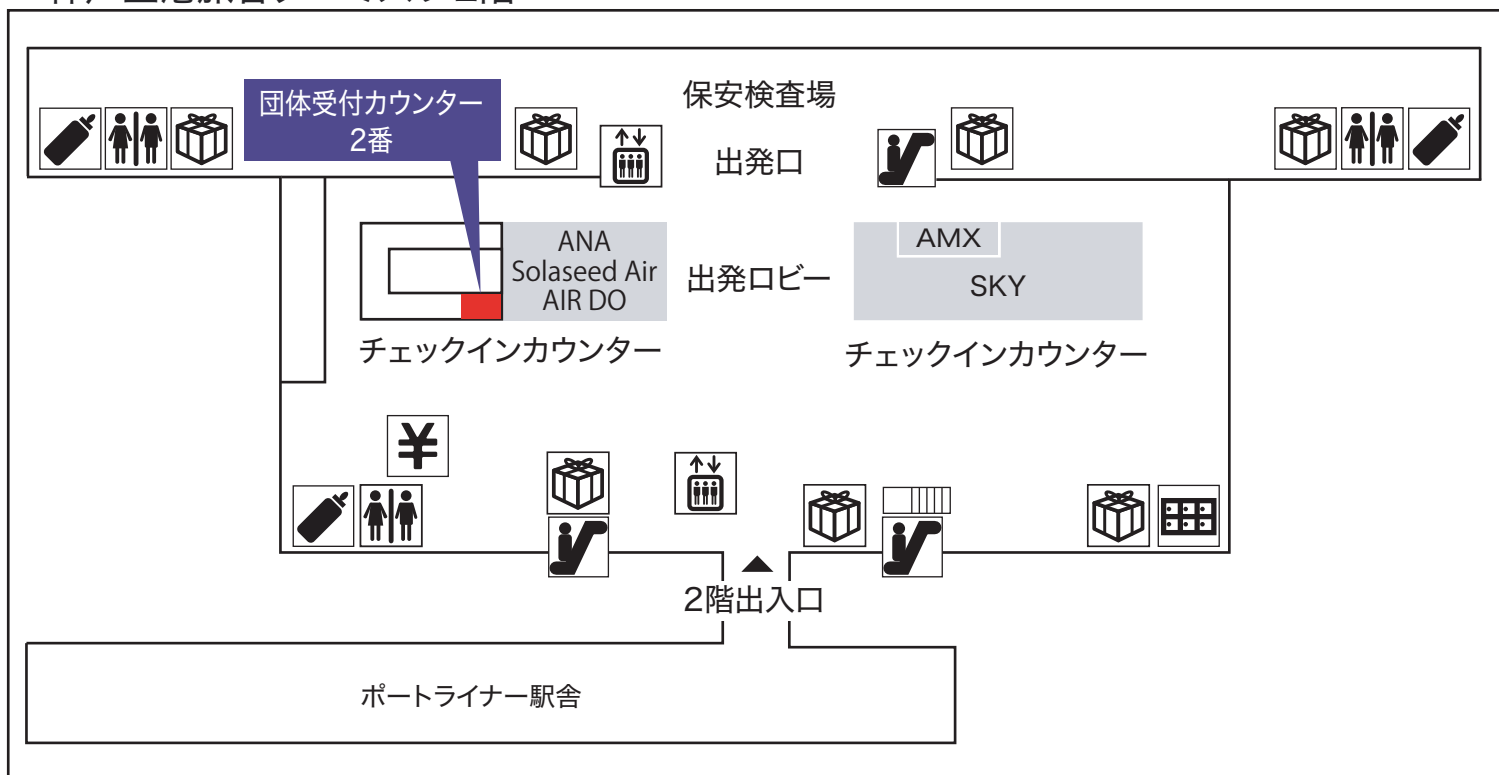 団体受付カウンター
2番
保安検査場
出発口
ANA
Solaseed Air
AIR DO
出発ロビー
AMX
SKY
チェックインカウンター
チェックインカウンター
¥
2階出入口
ポートライナー駅舎